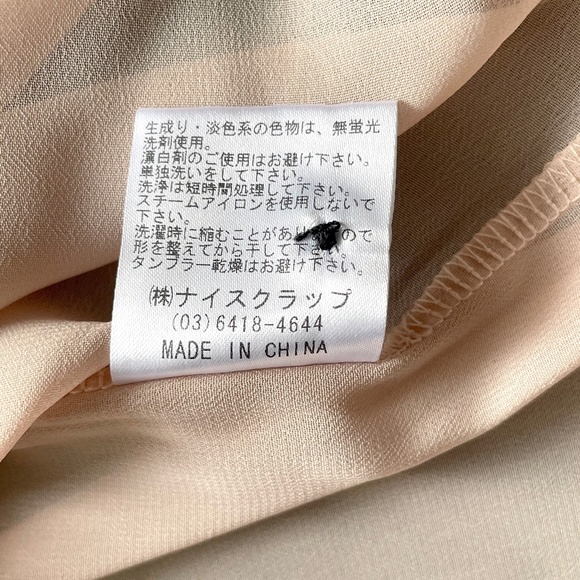 生成り・淡色系の色物は、無蛍光
洗剤使用。
漂白剤のご使用はお避け下さい。
単独洗いをして下さい。
洗浄は短時間処理して下さい。
スチームアイロンを使用しないで
下さい。
洗濯時に縮むことがあり ので
形を整えてから干して下さい。
タンブラー乾燥はお避け下さい。
(株)ナイスクラップ
(03)6418-4644
MADE IN CHINA